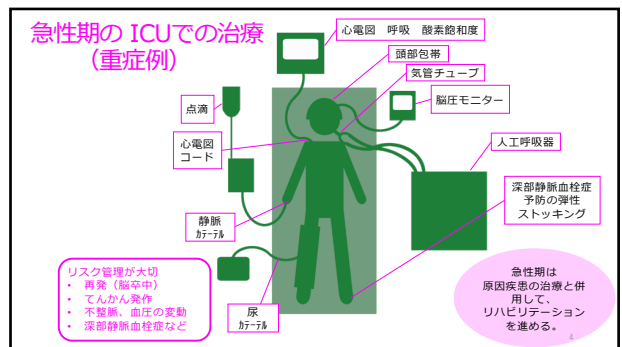 急性期の ICUでの治療
（重症例）
心電図　呼吸　酸素飽和度
頭部包帯
気管チューブ
脳圧モニター
点滴
心電図
コード
人工呼吸器
深部静脈血栓症
予防の弾性
ストッキング
静脈
ｶﾃｰﾃﾙ
リスク管理が大切
・ 再発（脳卒中）
・ てんかん発作
・ 不整脈、血圧の変動
・ 深部静脈血栓症など
尿
ｶﾃｰﾃﾙ
急性期は
原因疾患の治療と併
用して、
リハビリテーション
を進める。
4